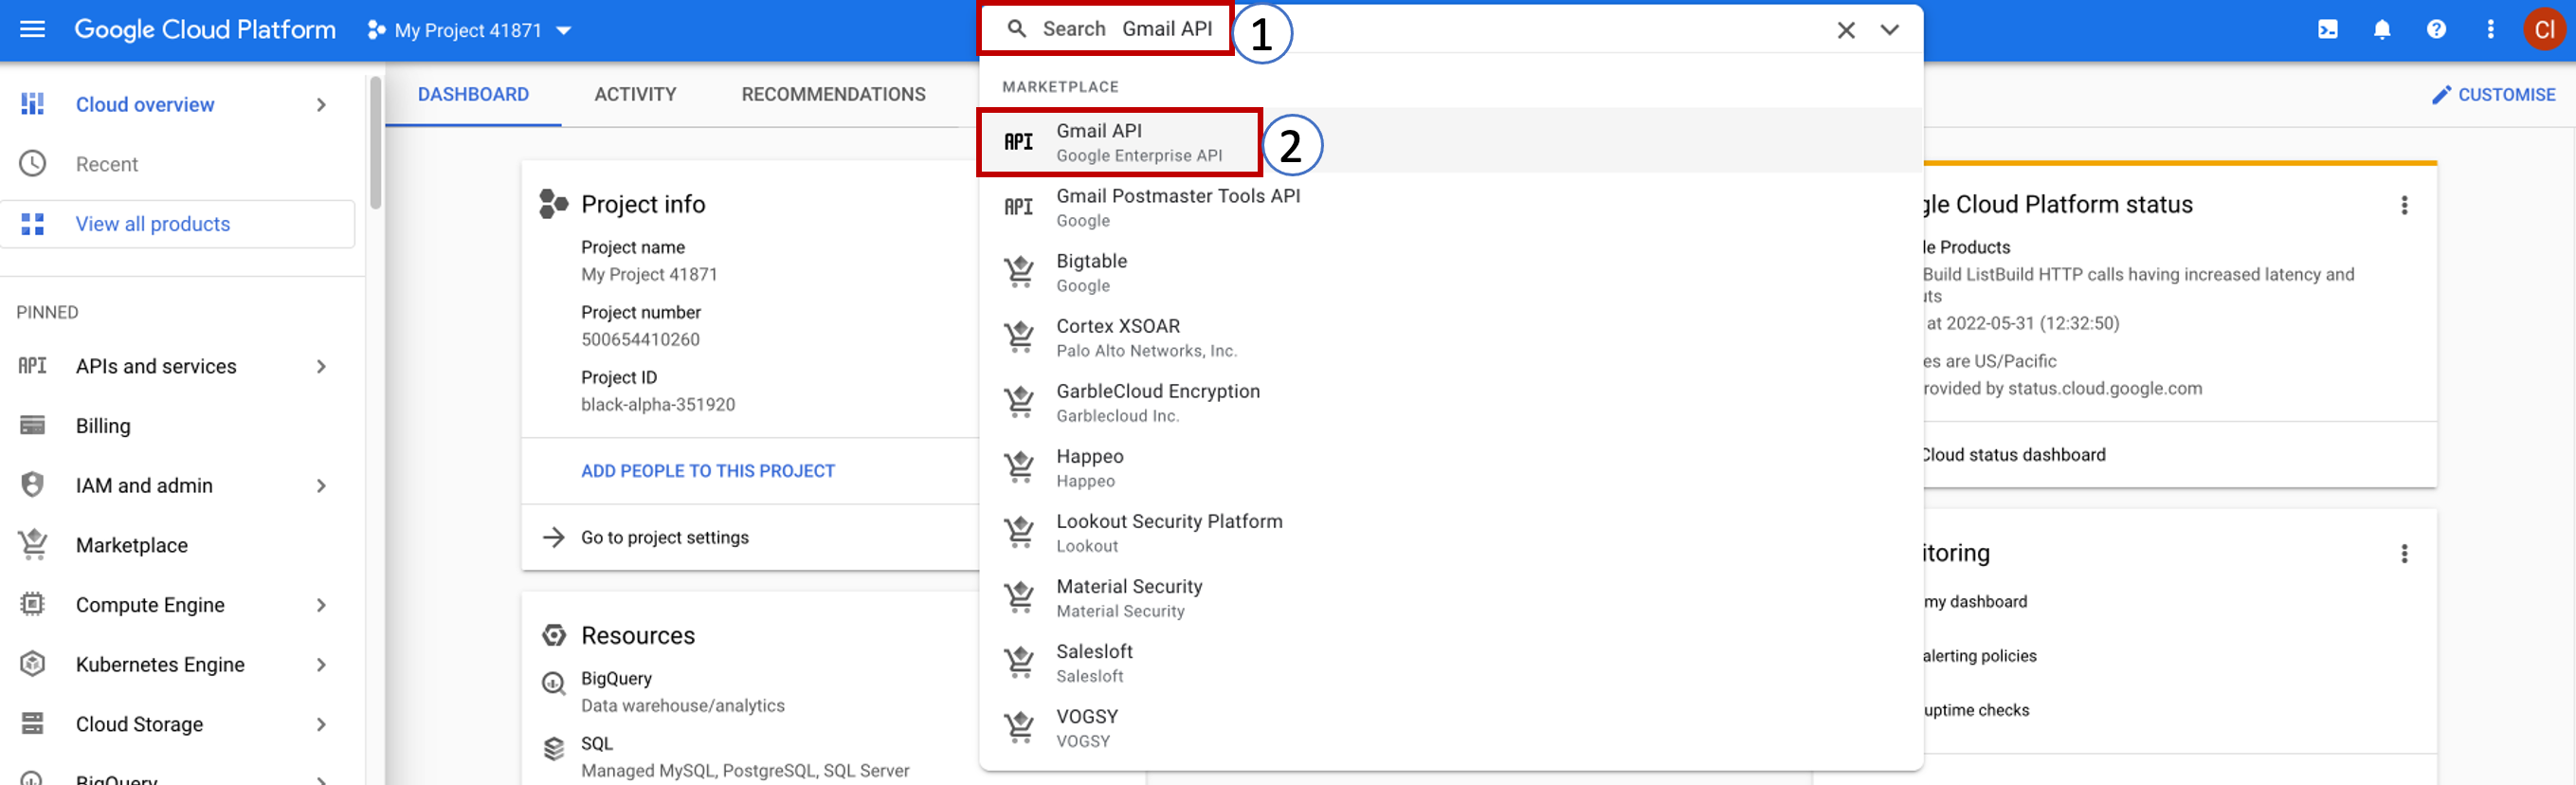 Google Cloud Platform
My Project 41871
Search Gmail API
1
Cl
Cloud overview
Recent
View all products
PINNED
API APIs and services
Billing
IAM and admin
Marketplace
Compute Engine
Kubernetes Engine
Cloud Storage
BigQuery
DASHBOARD
ACTIVITY
RECOMMENDATIONS
CUSTOMISE
Project info
Project name
My Project 41871
Project number
500654410260
Project ID
black-alpha-351920
ADD PEOPLE TO THIS PROJECT
Go to project settings
Resources
BigQuery
Data warehouse/analytics
SQL
Managed MySQL, PostgreSQL, SQL Server
MARKETPLACE
API Gmail API
Google Enterprise API
2
API Gmail Postmaster Tools API
Google
Bigtable
Google
Cortex XSOAR
Palo Alto Networks, Inc.
GarbleCloud Encryption
Garblecloud Inc.
Happeo
Happeo
Lookout Security Platform
Lookout
Material Security
Material Security
Salesloft
Salesloft
VOGSY
VOGSY
gle Cloud Platform status
le Products
Build ListBuild HTTP calls having increased latency and
uts
at 2022-05-31 (12:32:50)
es are US/Pacific
rovided by status.cloud.google.com
Cloud status dashboard
itoring
my dashboard
alerting policies
uptime checks